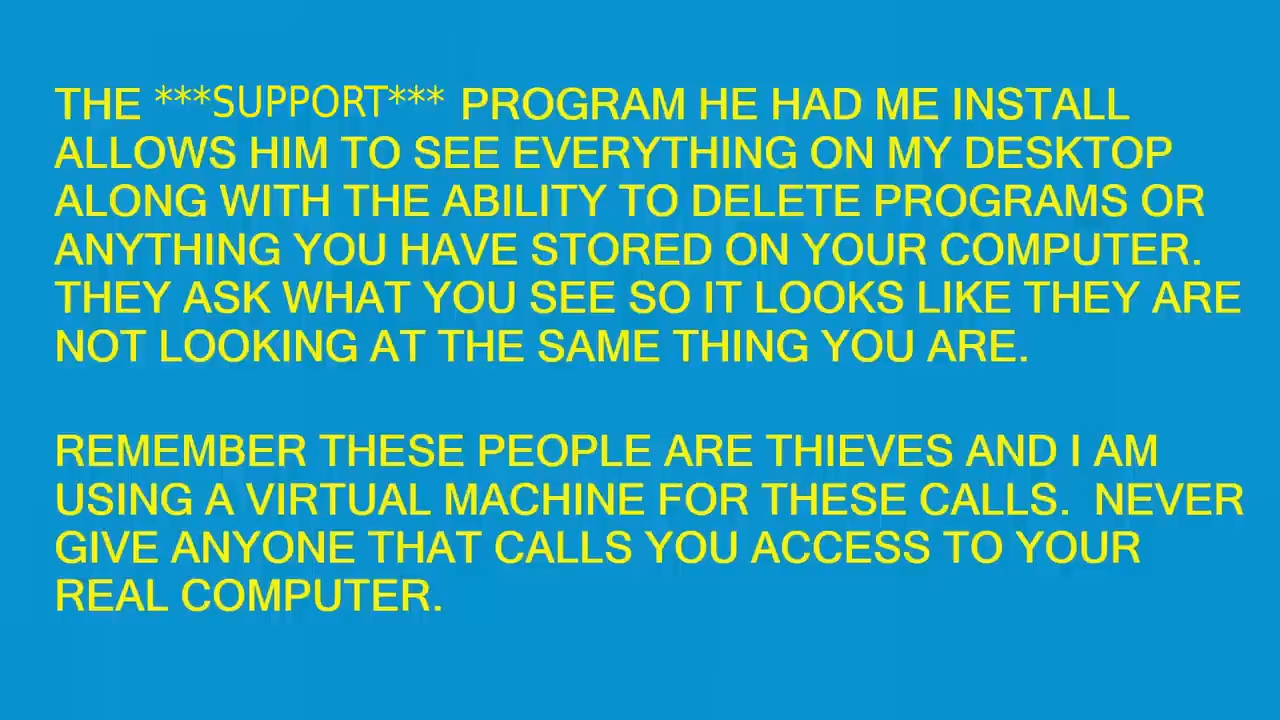 THE ***SUPPORT*** PROGRAM HE HAD ME INSTALL
ALLOWS HIM TO SEE EVERYTHING ON MY DESKTOP
ALONG WITH THE ABILITY TO DELETE PROGRAMS OR
ANYTHING YOU HAVE STORED ON YOUR COMPUTER.
THEY ASK WHAT YOU SEE SO IT LOOKS LIKE THEY ARE
NOT LOOKING AT THE SAME THING YOU ARE.
REMEMBER THESE PEOPLE ARE THIEVES AND I AM
USING A VIRTUAL MACHINE FOR THESE CALLS.  NEVER
GIVE ANYONE THAT CALLS YOU ACCESS TO YOUR
REAL COMPUTER.